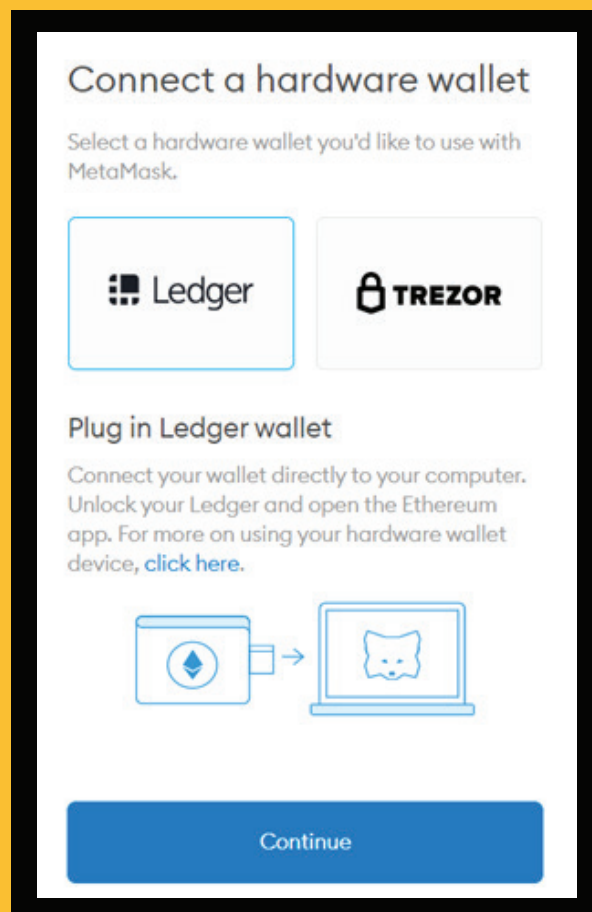 Connect a hardware wallet
Select a hardware wallet you'd like to use with
MetaMask.
Ledger
TREZOR
Plug in Ledger wallet
Connect your wallet directly to your computer.
Unlock your Ledger and open the Ethereum
app. For more on using your hardware wallet
device, click here.
Continue